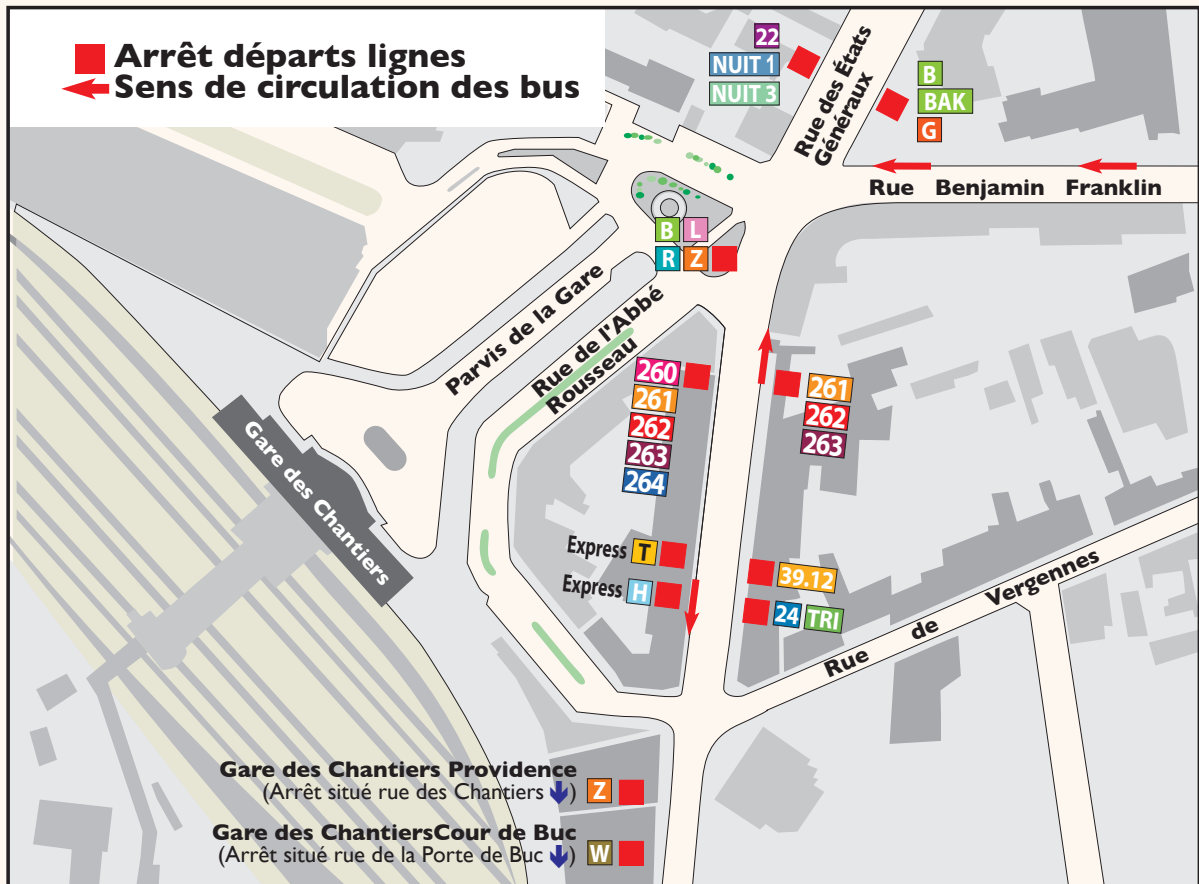 Arrêt départs lignes
Sens de circulation des bus
22
NUIT 1
NUIT 3
Rue des États
Généraux
B
BAK
G
Rue Benjamin Franklin
B L
R Z
Parvis de la Gare
Rue de l'Abbé
Rousseau
260
261
262
263
264
261
262
263
Gare des Chantiers
Express T
Express H
39.12
24 TRI
Rue de Vergennes
Gare des Chantiers Providence
(Arrêt situé rue des Chantiers ) Z
Gare des ChantiersCour de Buc
(Arrêt situé rue de la Porte de Buc ) W